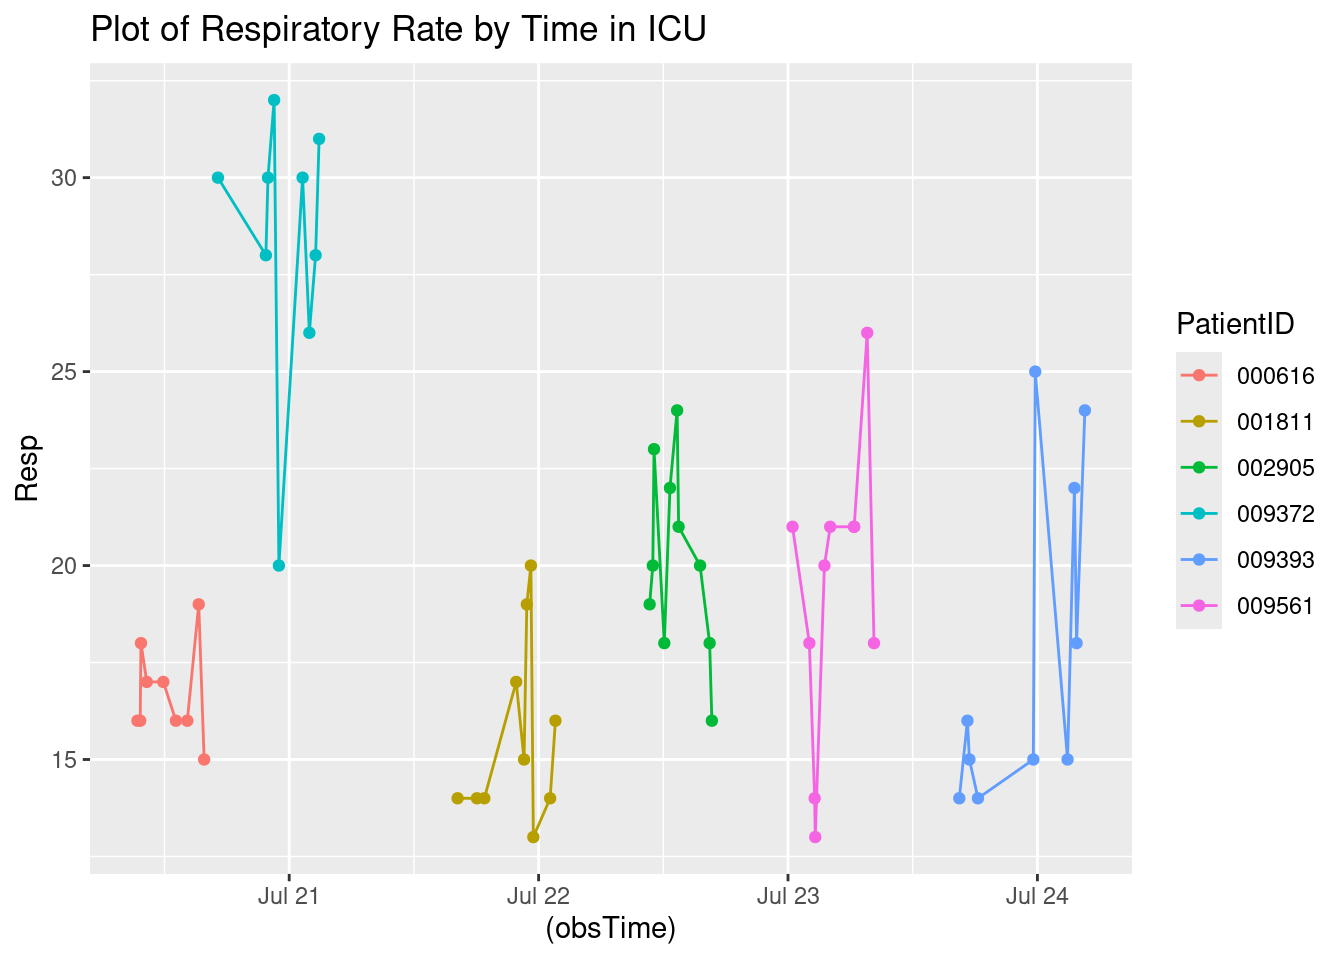 Plot of Respiratory Rate by Time in ICU
30
25
20
15
Resp
Jul 21
Jul 22
Jul 23
Jul 24
(obsTime)
PatientID
000616
001811
002905
009372
009393
009561